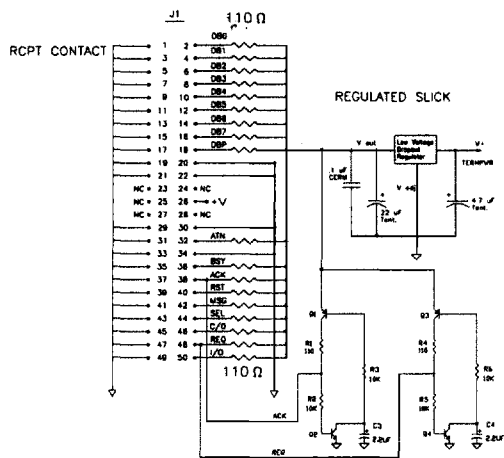 J1
110Ω
RCPT CONTACT
REGULATED SLICK
1 2 DB0
3 4 DB1
5 6 DB2
7 8 DB3
9 10 DB4
11 12 DB5
13 14 DB6
15 16 DB7
17 18 DBP
19 20
21 22
NC 23 24 NC
25 26 +V
NC 27 28 NC
29 30
31 32 ATN
33 34
35 36 BSY
37 38 ACK
39 40 RST
41 42 MSG
43 44 SEL
45 46 C/D
47 48 REQ
49 50 I/O
110Ω
V out
Low Voltage
Dropout
Regulator
V+
TERMPWR
V adj
.1 uF
CERM
+
22 uF
Tant.
+
4.7 uF
Tant.
Q1
R1
R3
10K
R2
10K
Q2
C3
2.2UF
Q3
R4
R6
10K
R5
10K
Q4
C4
2.2UF
ACK
REQ